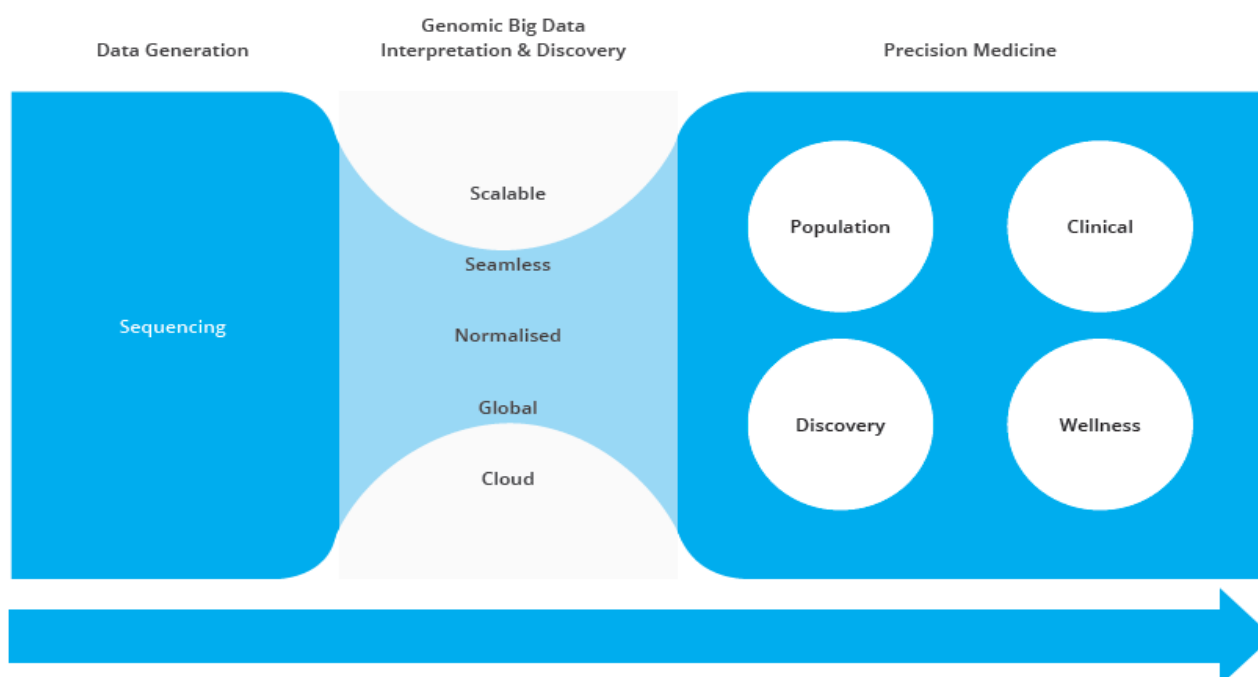 Data Generation
Genomic Big Data
Interpretation & Discovery
Precision Medicine
Sequencing
Scalable
Seamless
Normalised
Global
Cloud
Population
Clinical
Discovery
Wellness